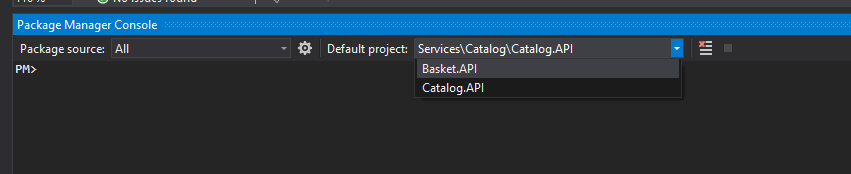 No issues found
Package Manager Console
Package source: All Default project: Services\Catalog\Catalog.API
PM>
Basket.API
Catalog.API